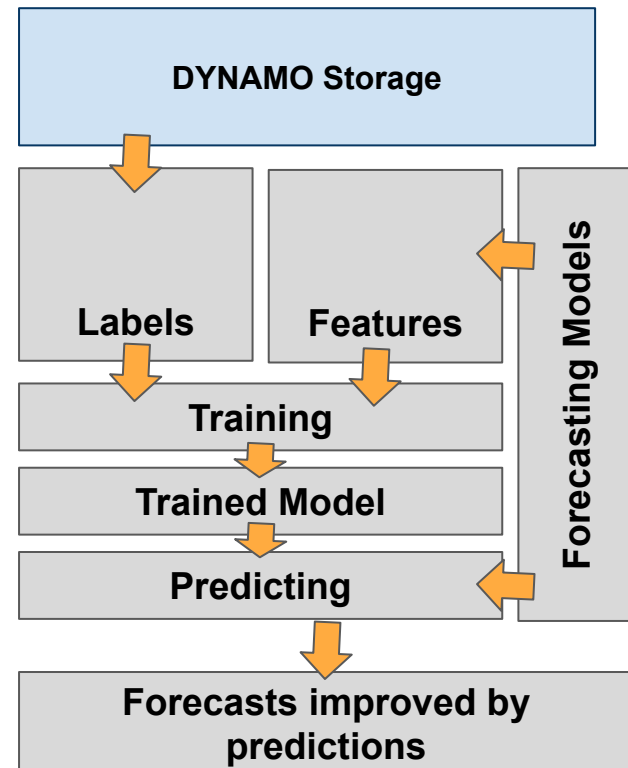 DYNAMO Storage
Labels
Features
Forecasting Models
Training
Trained Model
Predicting
Forecasts improved by
predictions